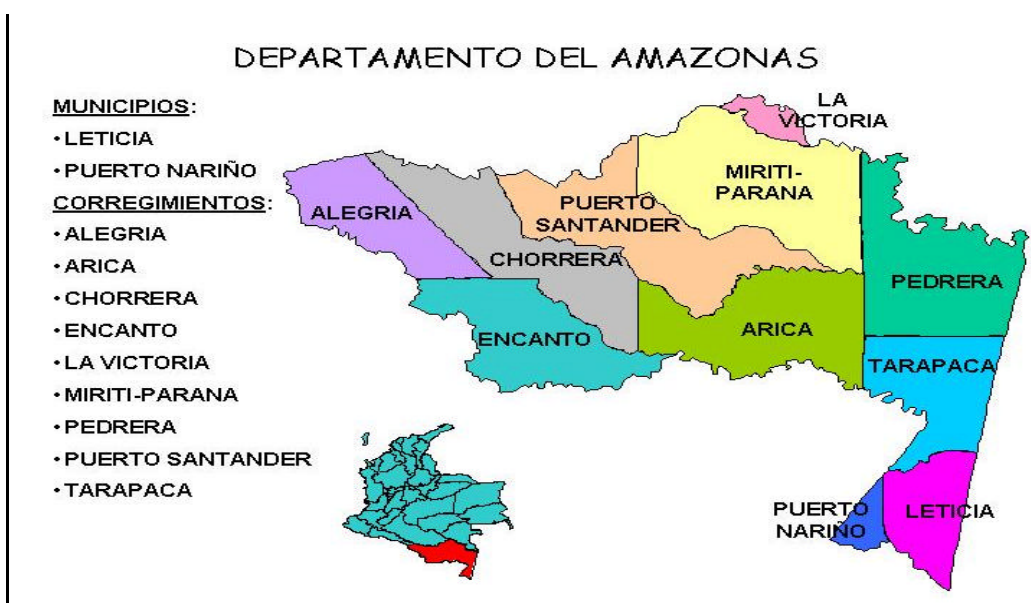 DEPARTAMENTO DEL AMAZONAS
MUNICIPIOS:
•LETICIA
•PUERTO NARIÑO
CORREGIMIENTOS:
•ALEGRIA
•ARICA
•CHORRERA
•ENCANTO
•LA VICTORIA
•MIRITI-PARANA
•PEDRERA
•PUERTO SANTANDER
•TARAPACA
LA
VICTORIA
MIRITI-
PARANA
ALEGRIA
PUERTO
SANTANDER
CHORRERA
PEDRERA
ENCANTO
ARICA
TARAPACA
PUERTO
NARIÑO
LETICIA